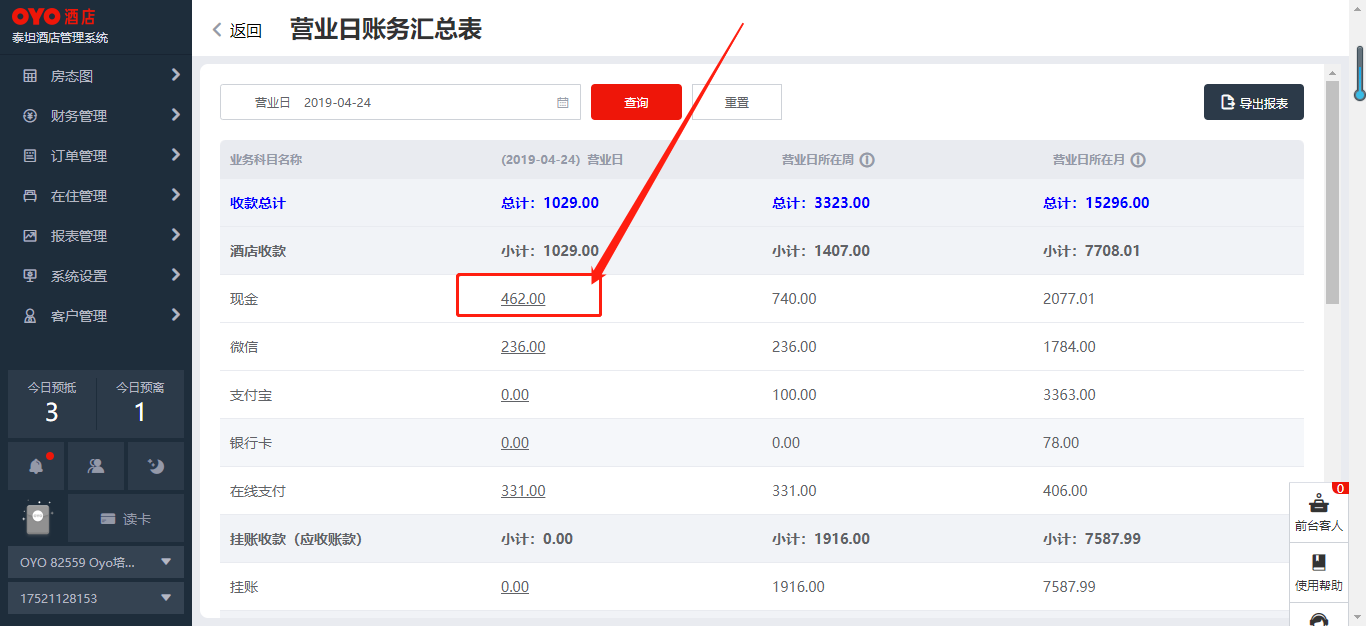 OYO 酒店
泰坦酒店管理系统
房态图
财务管理
订单管理
在住管理
报表管理
系统设置
客户管理
今日预抵 今日预离
3 1
读卡
OYO 82559 Oyo培...
17521128153
返回 营业日账务汇总表
营业日 2019-04-24 查询 重置 导出报表
业务科目名称 (2019-04-24) 营业日 营业日所在周 营业日所在月
收款总计 总计：1029.00 总计：3323.00 总计：15296.00
酒店收款 小计：1029.00 小计：1407.00 小计：7708.01
现金 462.00 740.00 2077.01
微信 236.00 236.00 1784.00
支付宝 0.00 100.00 3363.00
银行卡 0.00 0.00 78.00
在线支付 331.00 331.00 406.00
挂账收款（应收账款） 小计：0.00 小计：1916.00 小计：7587.99
挂账 0.00 1916.00 7587.99
0
前台客人
使用帮助